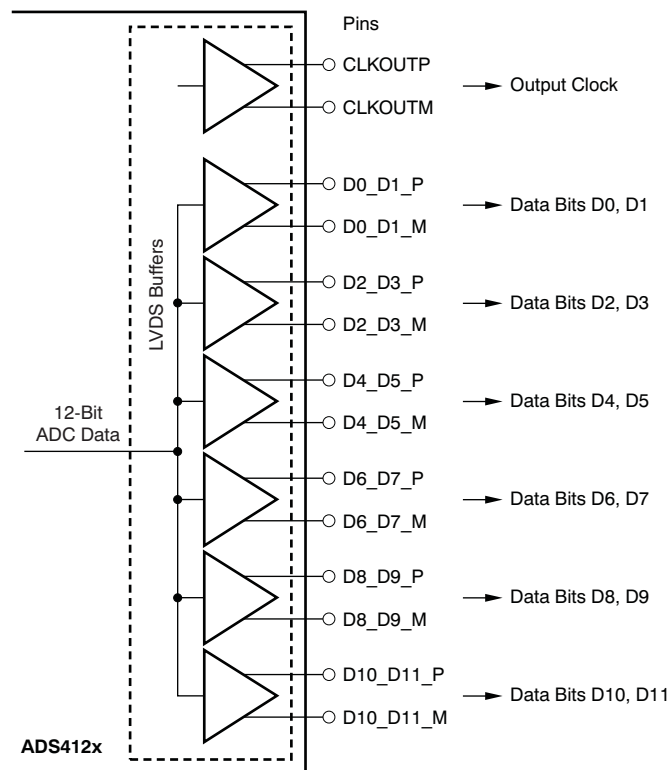 Pins
CLKOUTP
Output Clock
CLKOUTM
D0_D1_P
Data Bits D0, D1
D0_D1_M
LVDS Buffers
D2_D3_P
Data Bits D2, D3
D2_D3_M
D4_D5_P
Data Bits D4, D5
D4_D5_M
12-Bit
ADC Data
D6_D7_P
Data Bits D6, D7
D6_D7_M
D8_D9_P
Data Bits D8, D9
D8_D9_M
D10_D11_P
Data Bits D10, D11
D10_D11_M
ADS412x